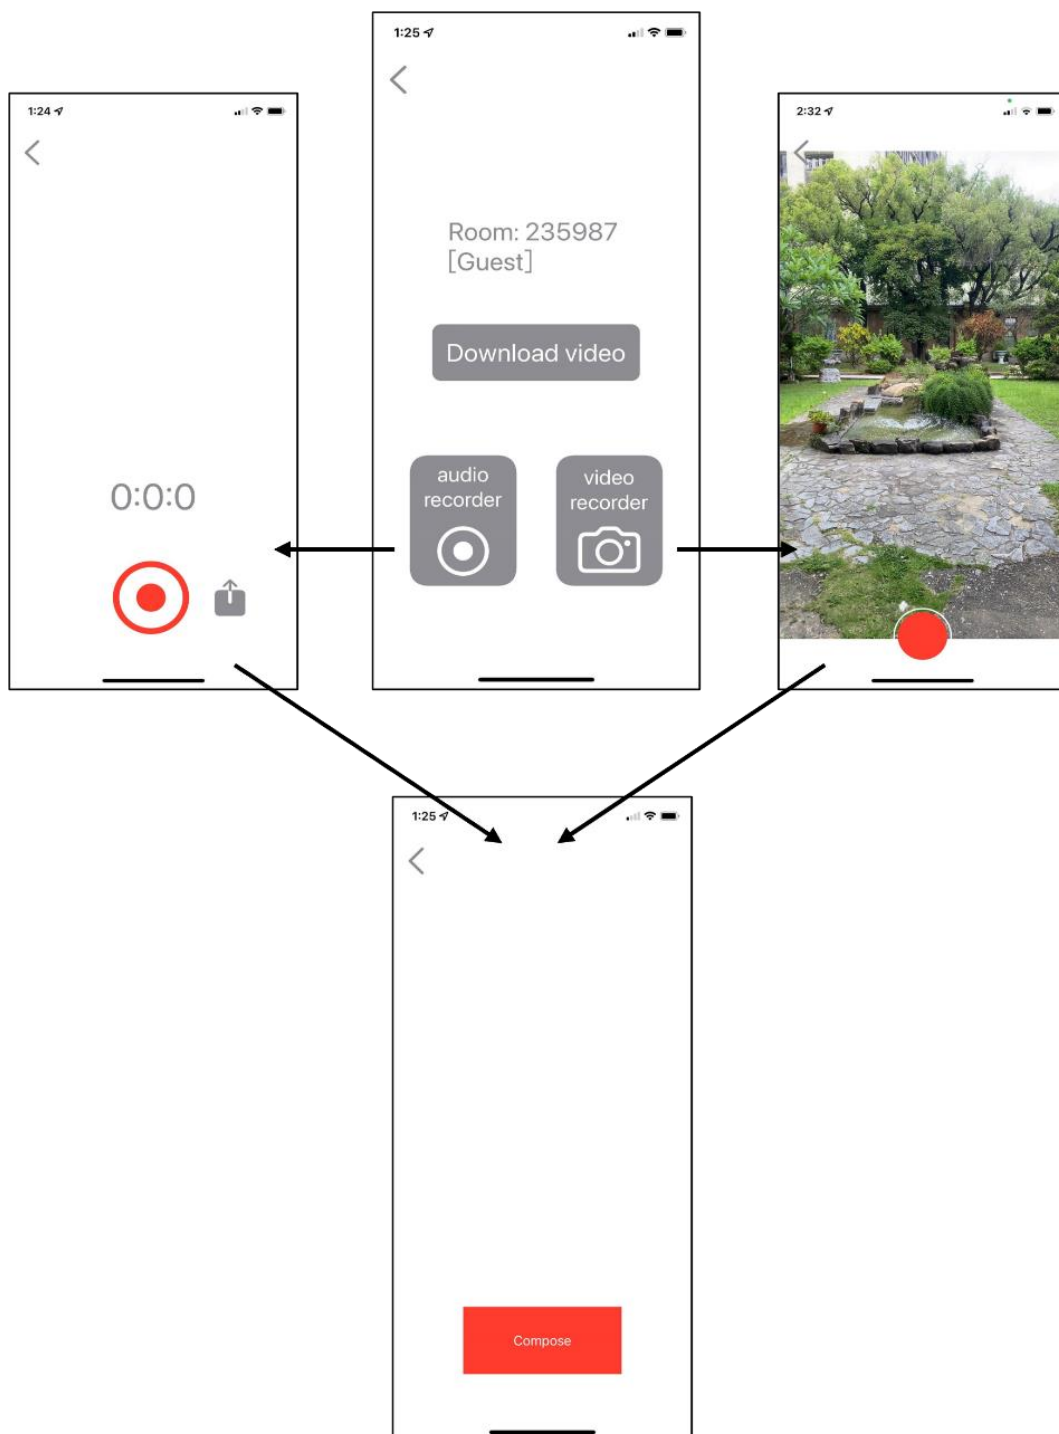 1:25
1:24
2:32
Room: 235987
[Guest]
Download video
audio
recorder
video
recorder
0:0:0
1:25
Compose